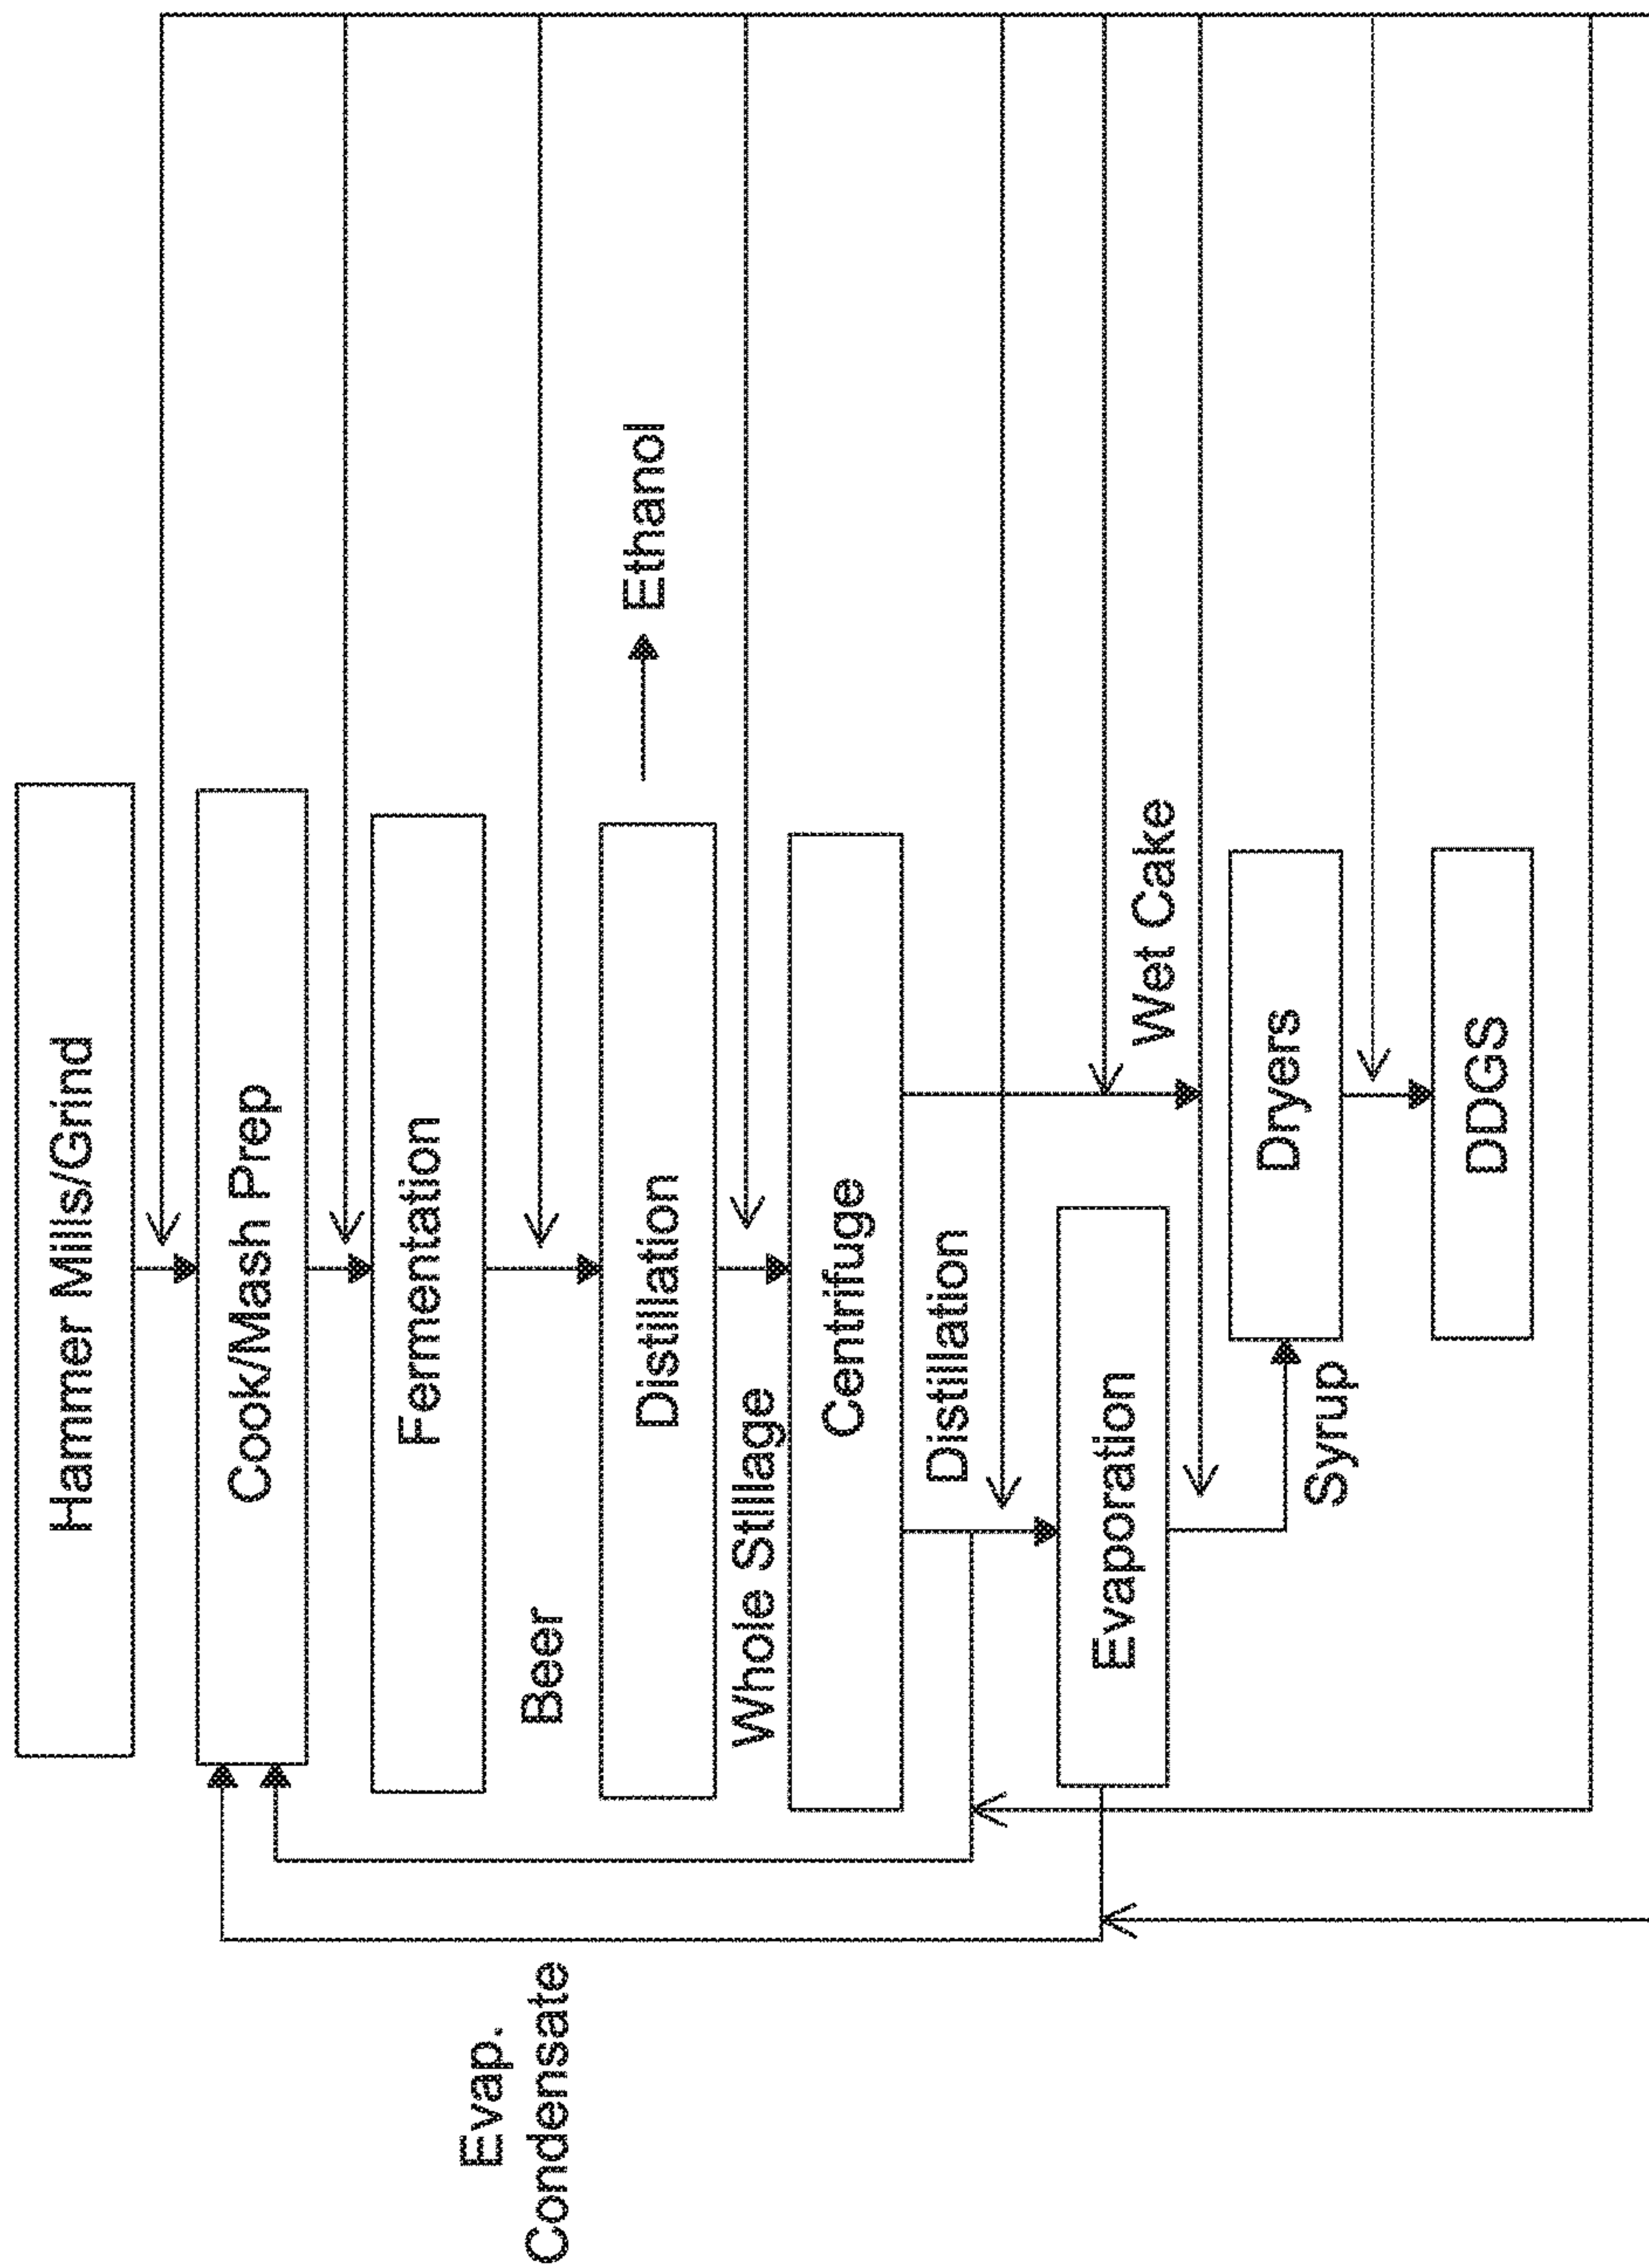 Hammer Mills/Grind
Cook/Mash Prep
Fermentation
Beer
Distillation
Ethanol
Whole Stillage
Centrifuge
Distillation
Evaporation
Wet Cake
Dryers
Syrup
DDGS
Evap.
Condensate